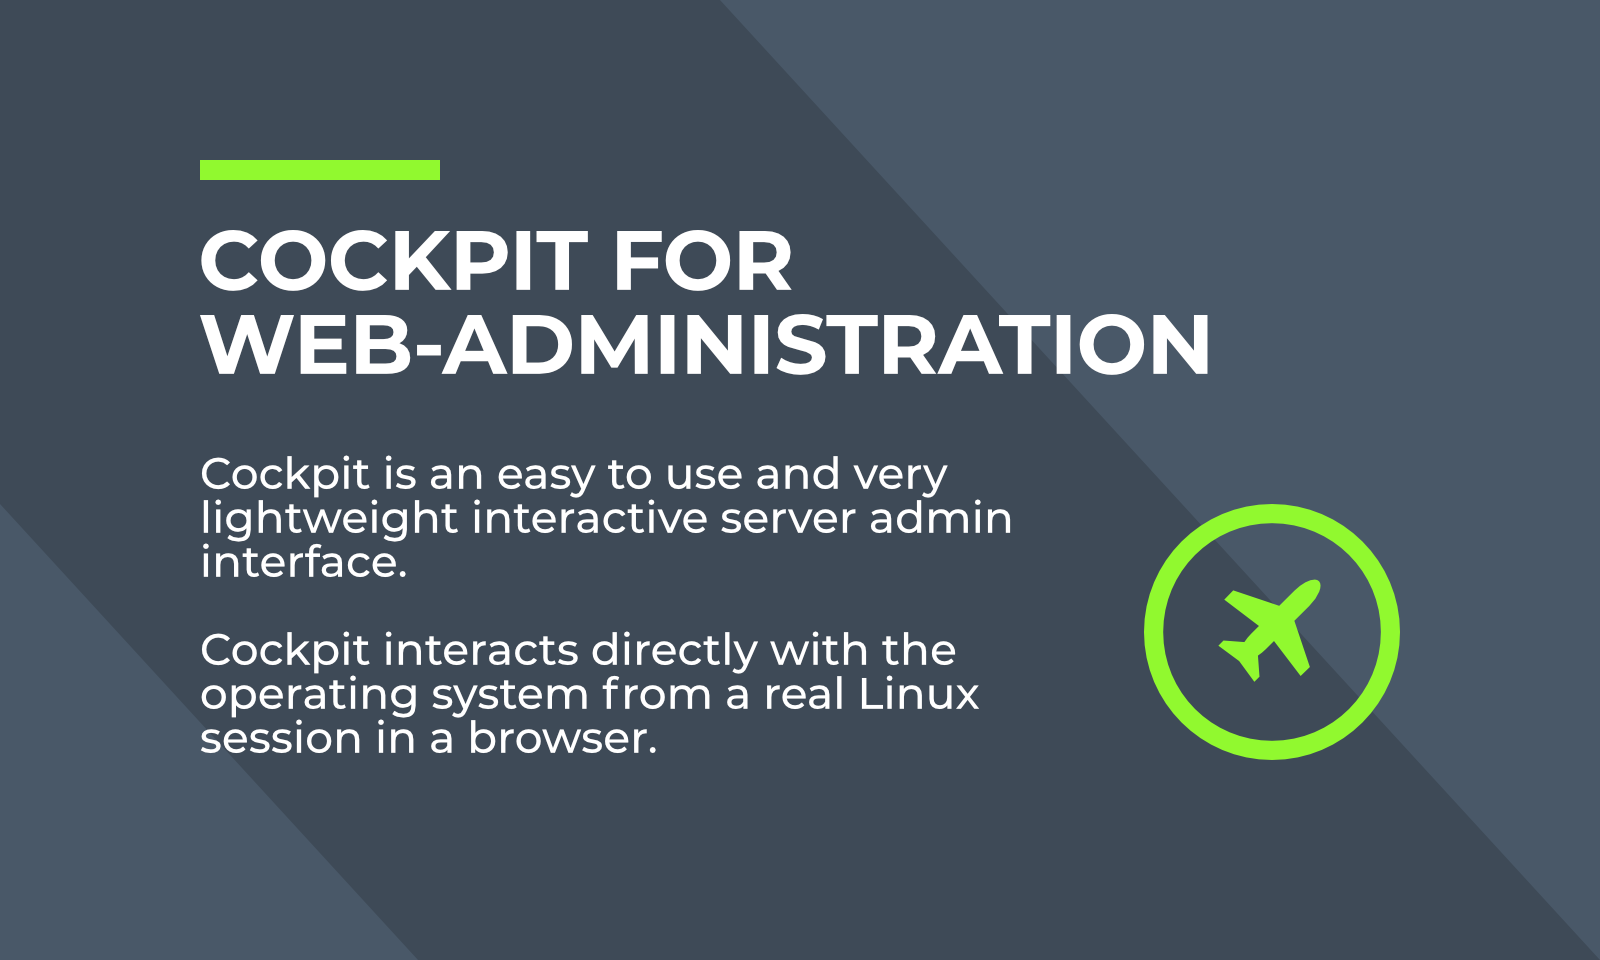 COCKPIT FOR
WEB-ADMINISTRATION
Cockpit is an easy to use and very
lightweight interactive server admin
interface.
Cockpit interacts directly with the
operating system from a real Linux
session in a browser.